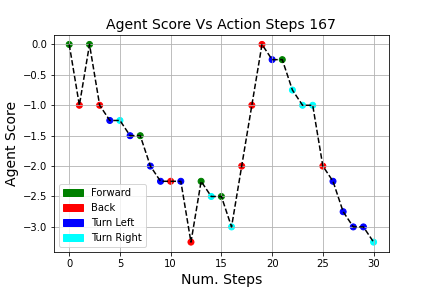 Agent Score Vs Action Steps 167
Agent Score
0.0
−0.5
−1.0
−1.5
−2.0
−2.5
−3.0
Forward
Back
Turn Left
Turn Right
0 5 10 15 20 25 30
Num. Steps